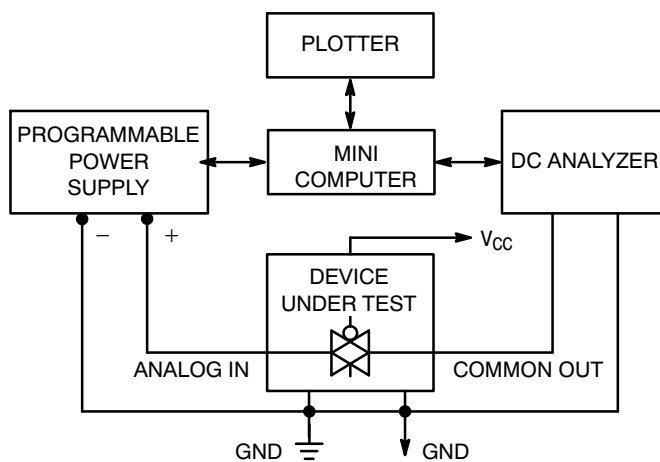 PLOTTER
PROGRAMMABLE
POWER
SUPPLY
MINI
COMPUTER
DC ANALYZER
− +
VCC
DEVICE
UNDER TEST
ANALOG IN
COMMON OUT
GND
GND